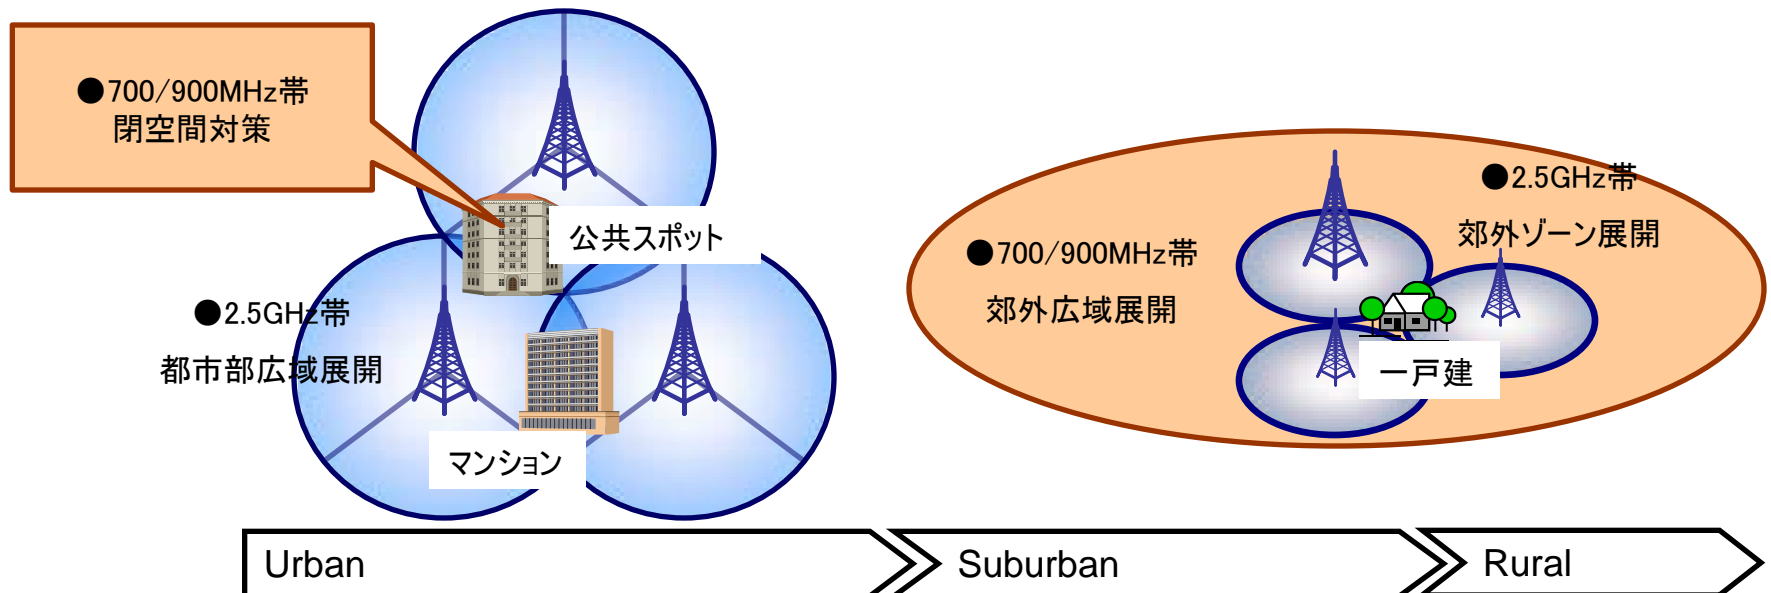 ●700/900MHz帯
閉空間対策
公共スポット
●2.5GHz帯
都市部広域展開
マンション
●2.5GHz帯
郊外ゾーン展開
●700/900MHz帯
郊外広域展開
一戸建
Urban
Suburban
Rural